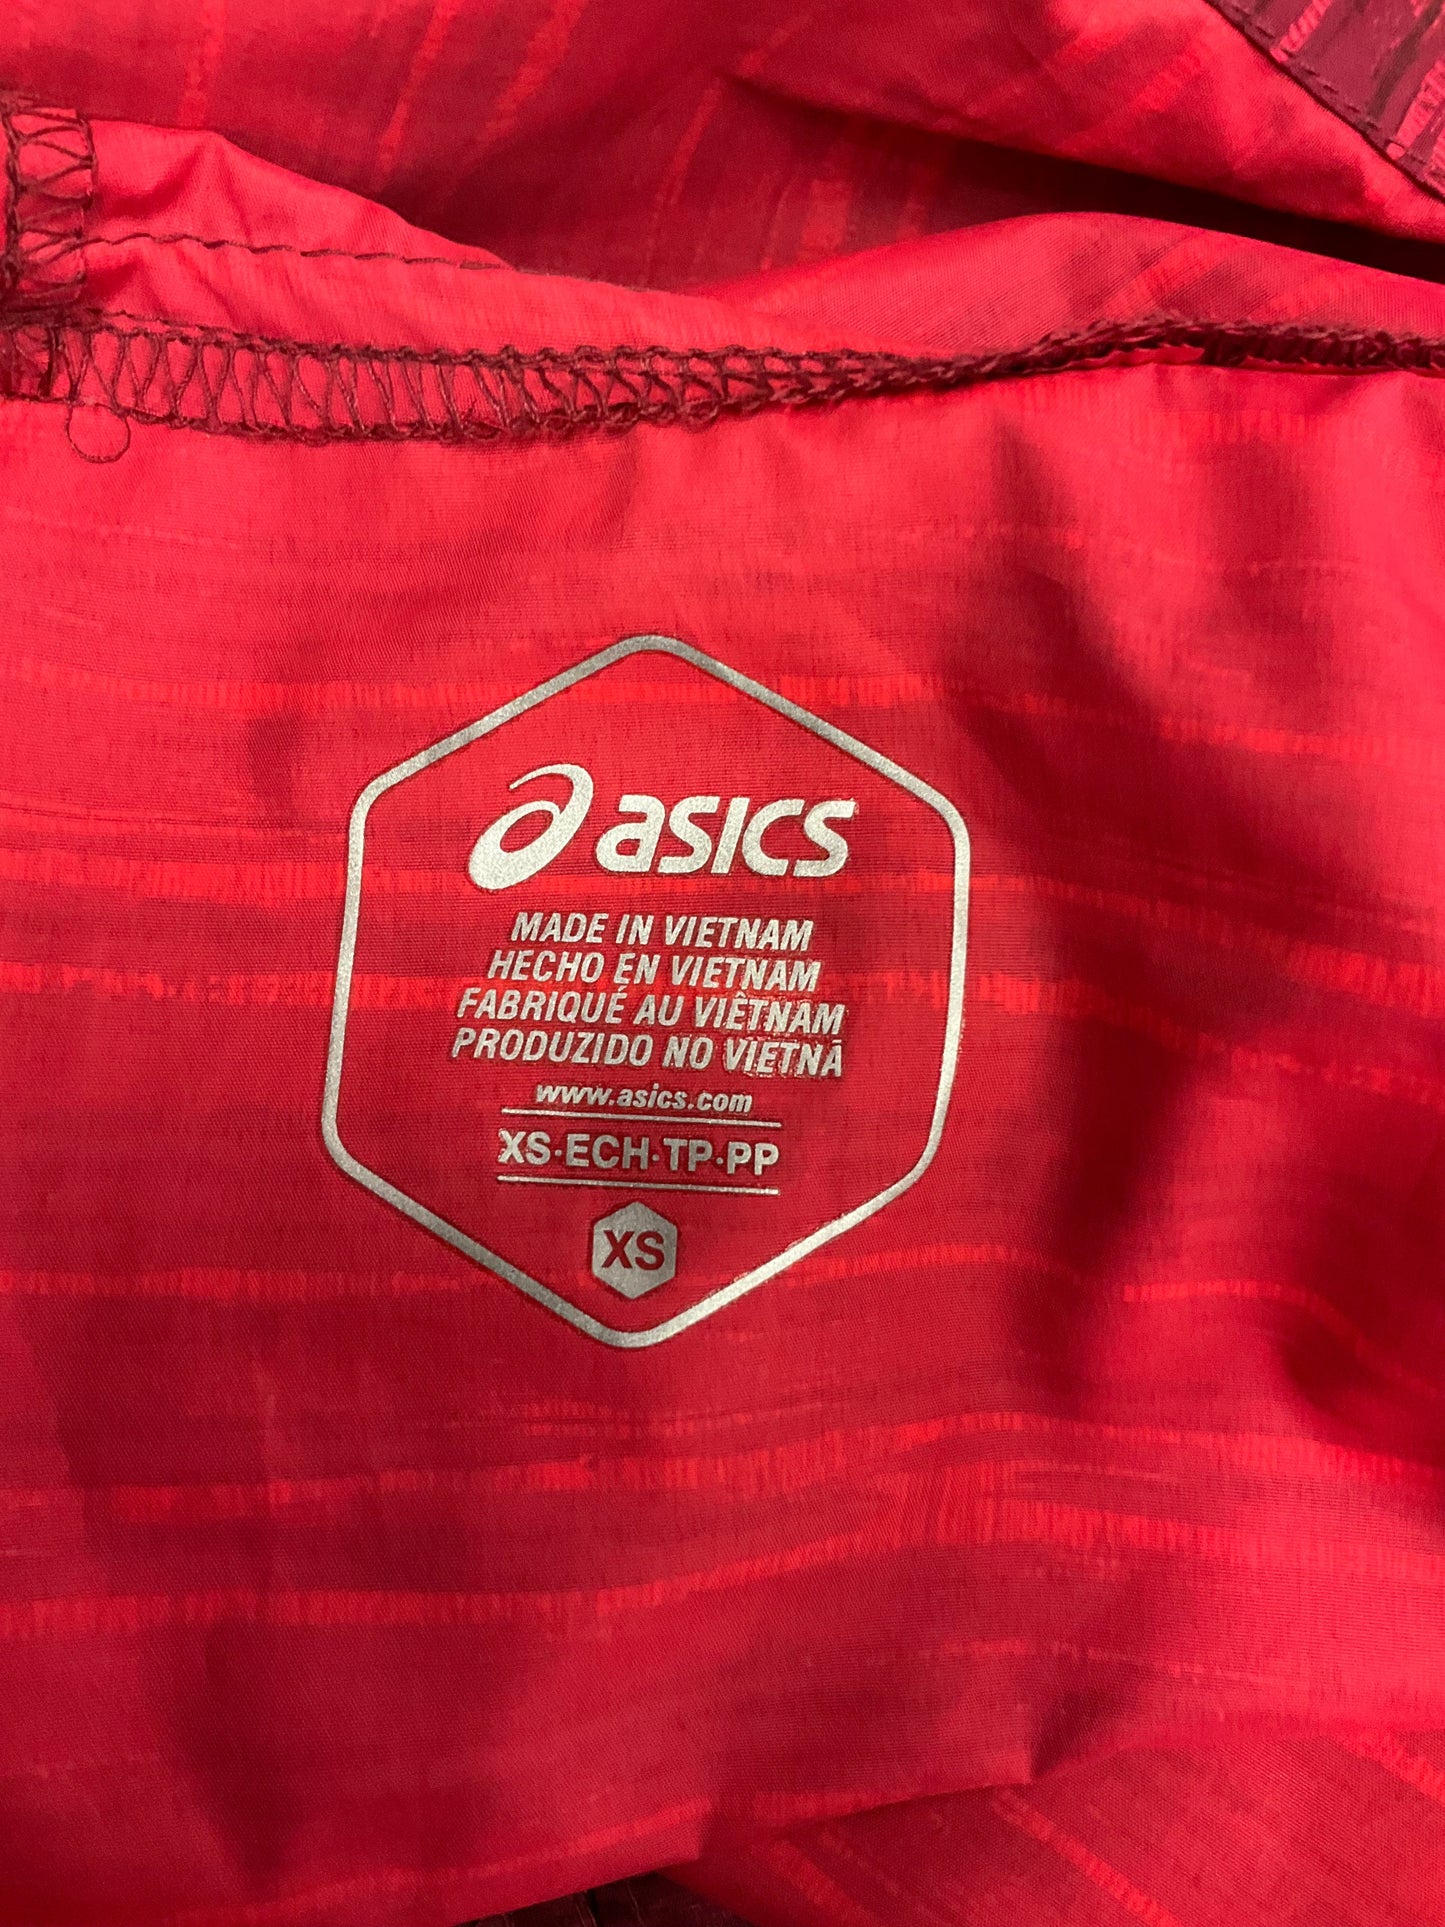 asics
MADE IN VIETNAM
HECHO EN VIETNAM
FABRIQUÉ AU VIÊTNAM
PRODUZIDO NO VIETNÃ
www.asics.com
XS·ECH·TP·PP
XS